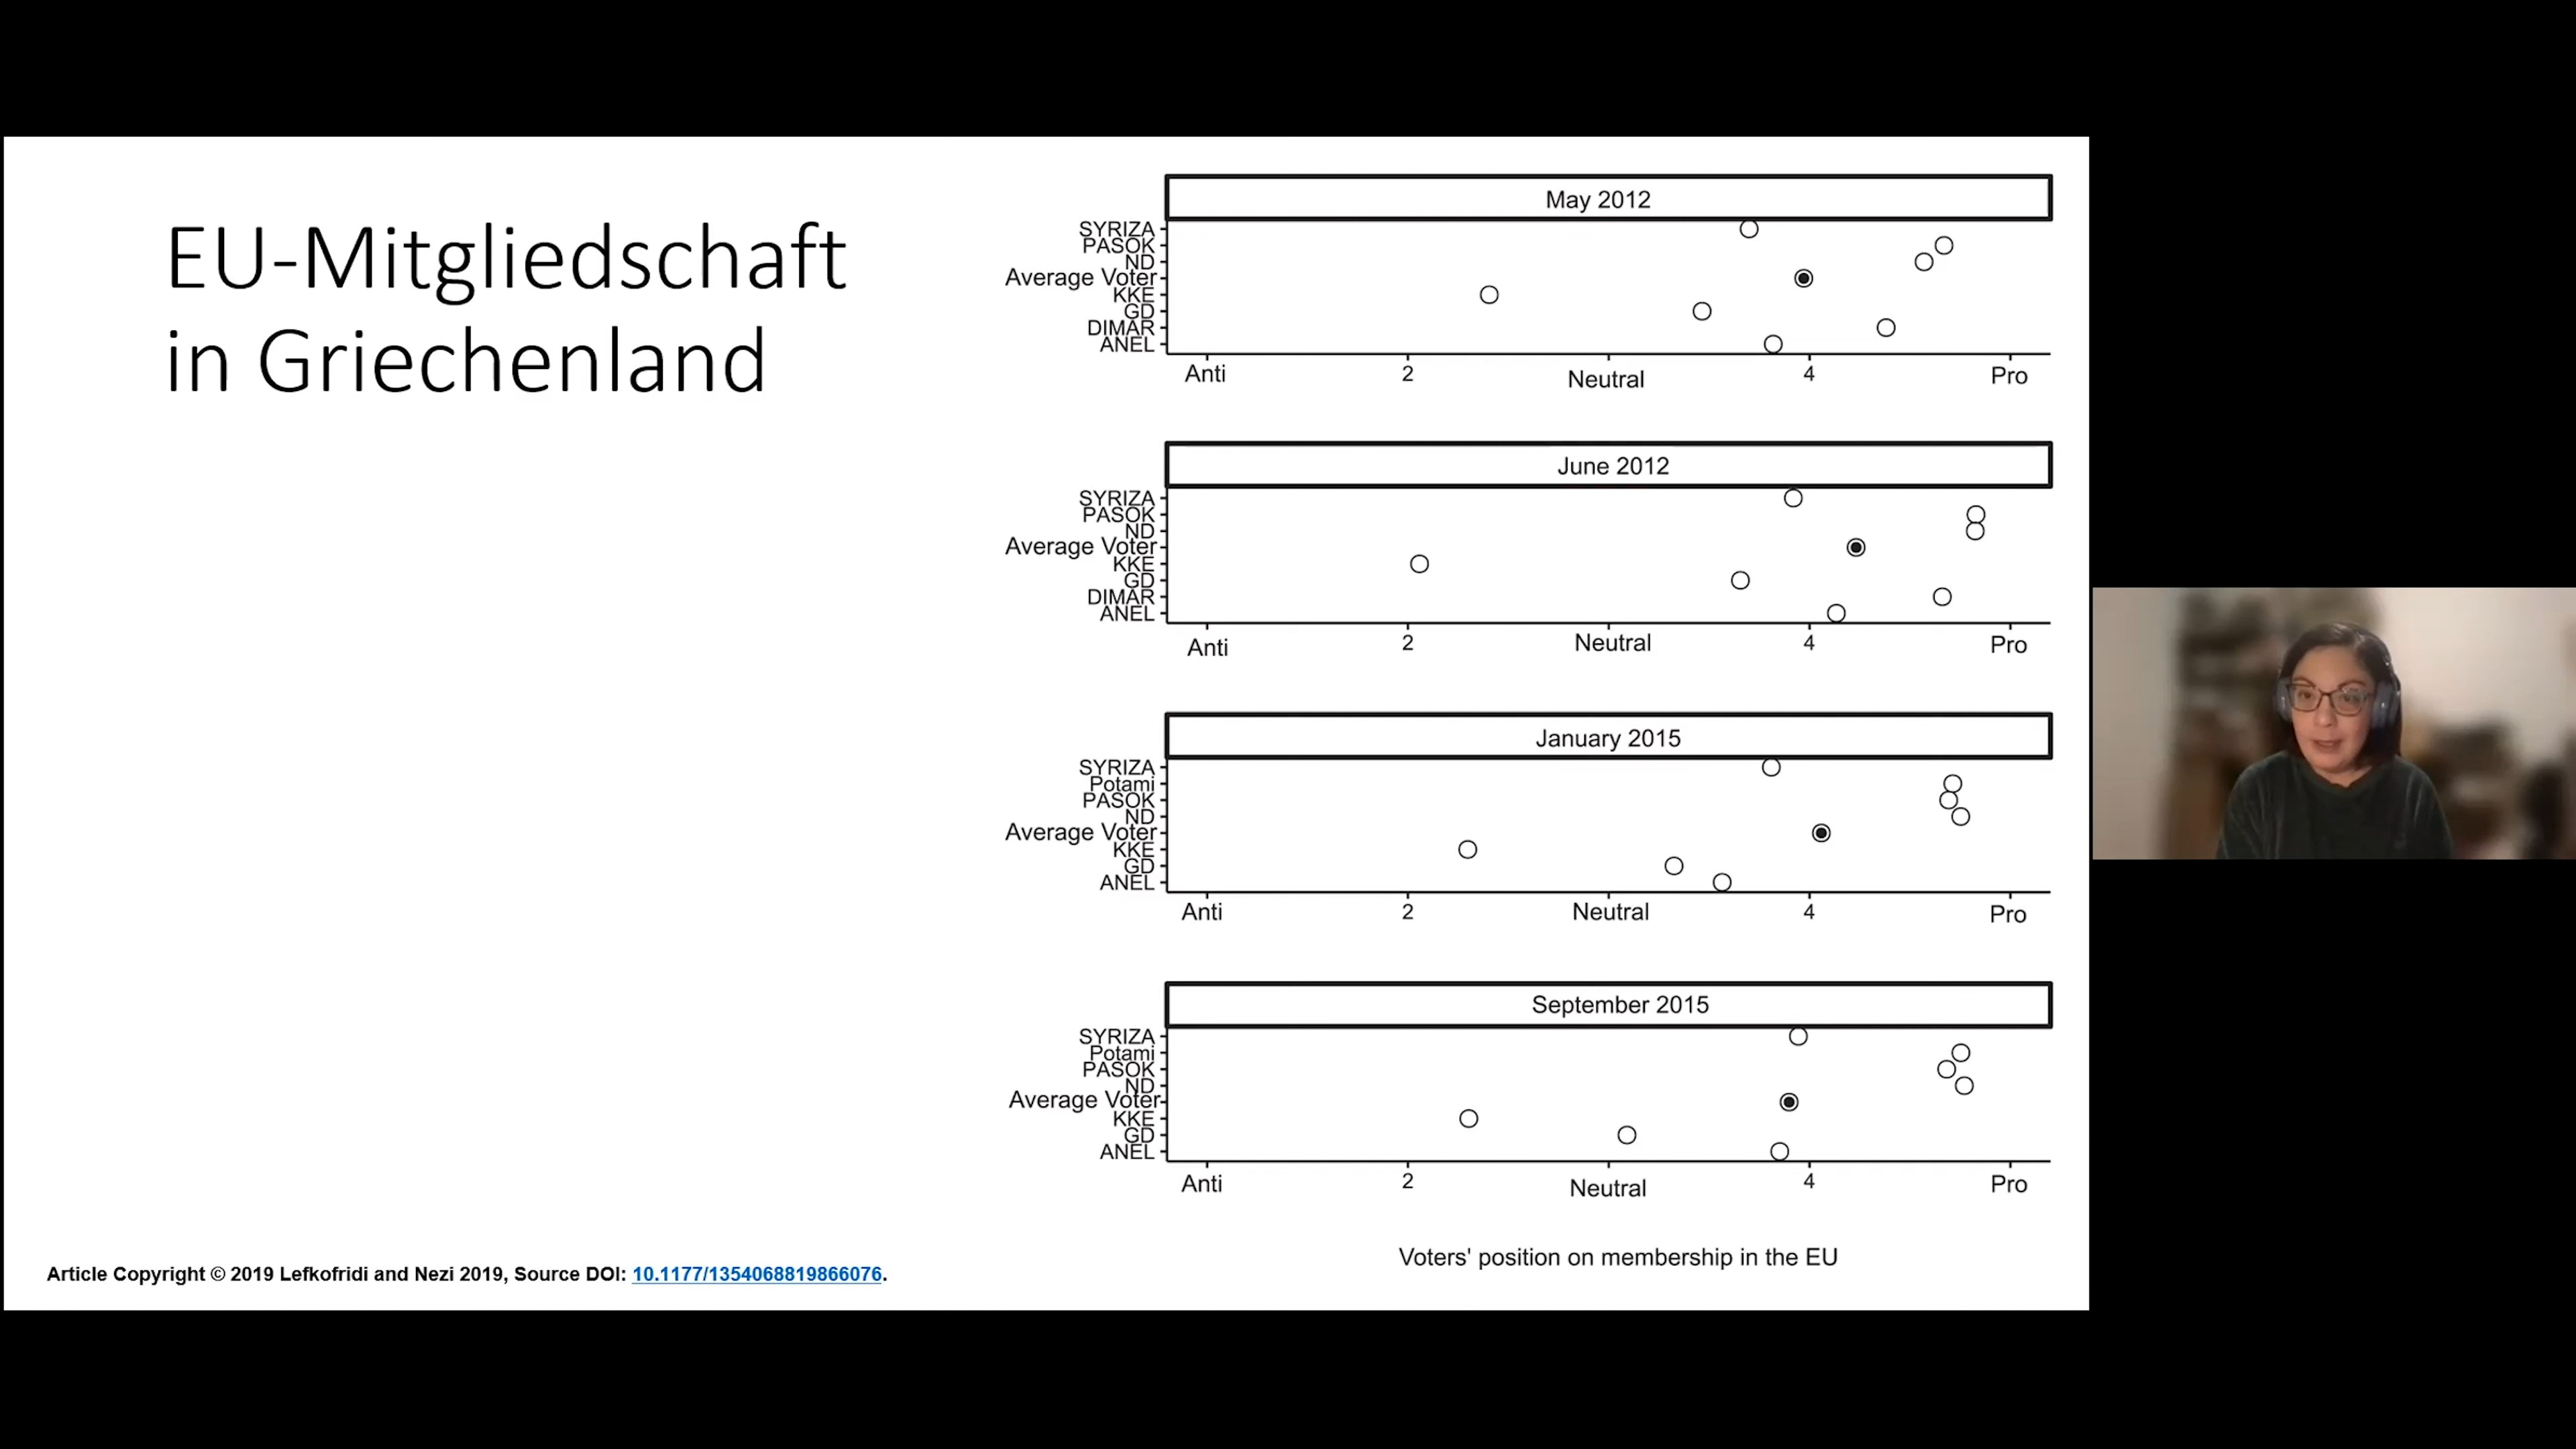 EU-Mitgliedschaft
in Griechenland
May 2012
SYRIZA
PASOK
ND
Average Voter
KKE
GD
DIMAR
ANEL
Anti 2 Neutral 4 Pro
June 2012
SYRIZA
PASOK
ND
Average Voter
KKE
GD
DIMAR
ANEL
Anti 2 Neutral 4 Pro
January 2015
SYRIZA
Potami
PASOK
ND
Average Voter
KKE
GD
ANEL
Anti 2 Neutral 4 Pro
September 2015
SYRIZA
Potami
PASOK
ND
Average Voter
KKE
GD
ANEL
Anti 2 Neutral 4 Pro
Voters' position on membership in the EU
Article Copyright © 2019 Lefkofridi and Nezi 2019, Source DOI: 10.1177/1354068819866076.